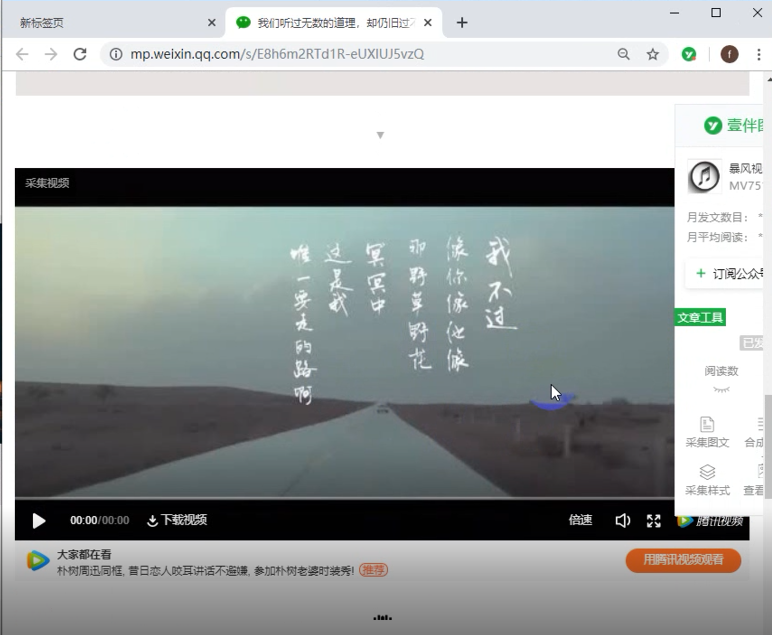 新标签页
我们听过无数的道理，却仍旧过不
mp.weixin.qq.com/s/E8h6m2RTd1R-eUXIUJ5vzQ
f
采集视频
我不过
像你像他像
那野草野花
冥冥中
这是我
唯一要走的路啊
00:00/00:00
下载视频
倍速
腾讯视频
大家都在看
朴树周迅同框, 昔日恋人咬耳讲话不避嫌, 参加朴树老婆时装秀!
推荐
用腾讯视频观看
壹伴
暴风视
MV75
月发文数目： *
月平均阅读： *
+ 订阅公众号
文章工具
已发
阅读数
采集图文
合成
采集样式
查看